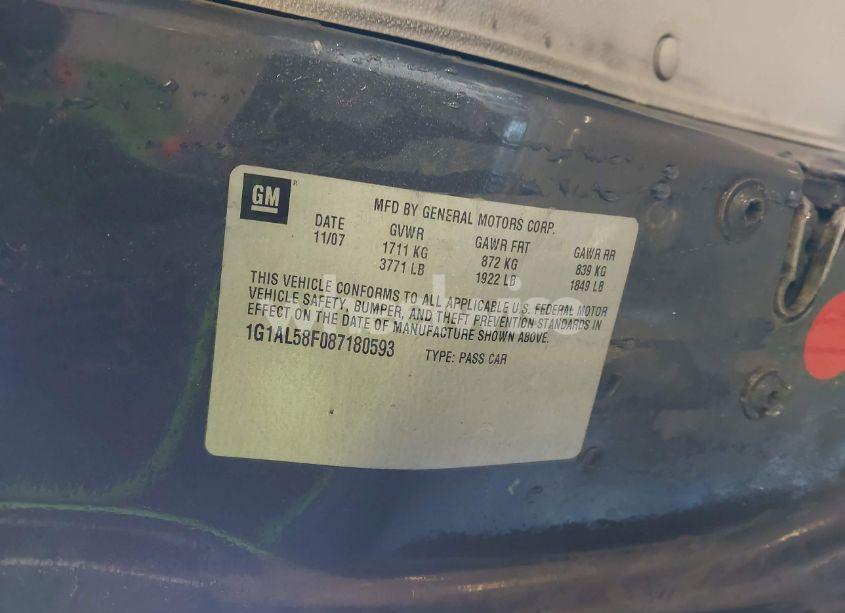 GM
MFD BY GENERAL MOTORS CORP.
DATE GVWR GAWR FRT GAWR RR
11/07 1711 KG 872 KG 839 KG
3771 LB 1922 LB 1849 LB
THIS VEHICLE CONFORMS TO ALL APPLICABLE U.S. FEDERAL MOTOR
VEHICLE SAFETY, BUMPER, AND THEFT PREVENTION STANDARDS IN
EFFECT ON THE DATE OF MANUFACTURE SHOWN ABOVE.
1G1AL58F087180593 TYPE: PASS CAR